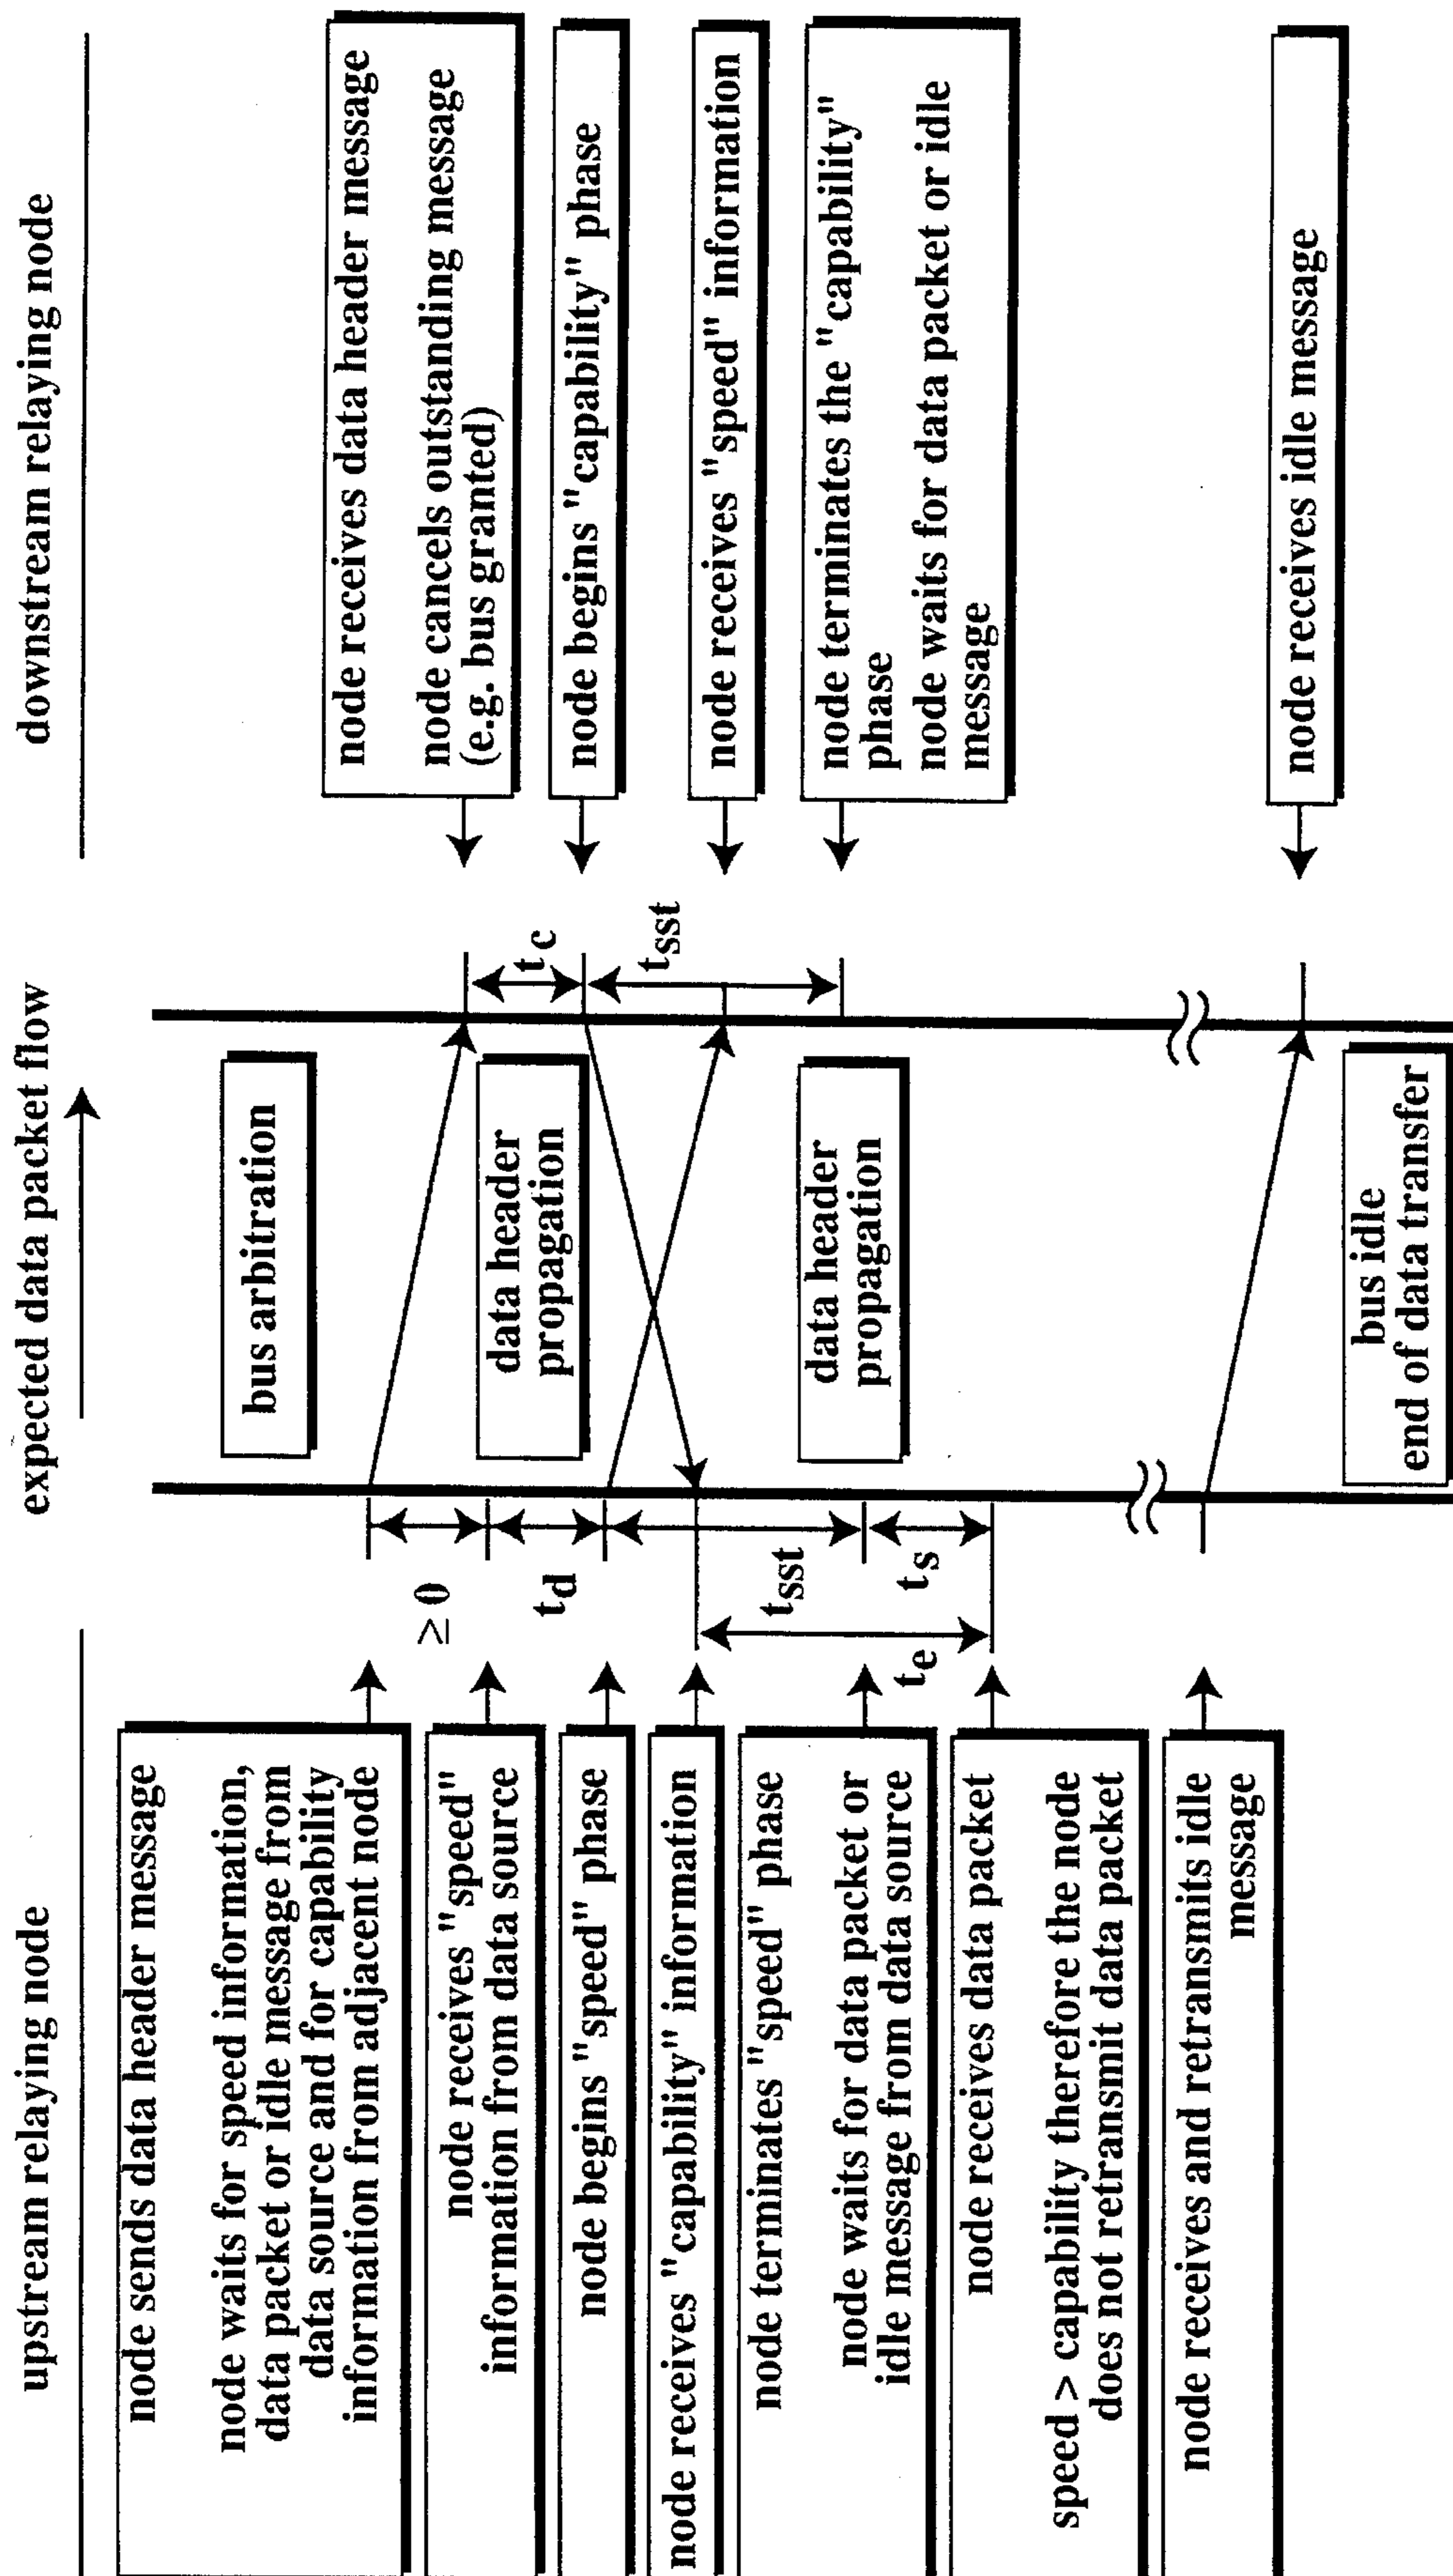 upstream relaying node
expected data packet flow
downstream relaying node
node sends data header message
node waits for speed information,
data packet or idle message from
data source and for capability
information from adjacent node
node receives "speed"
information from data source
node begins "speed" phase
node receives "capability" information
node terminates "speed" phase
node waits for data packet or
idle message from data source
node receives data packet
speed > capability therefore the node
does not retransmit data packet
node receives and retransmits idle
message
≥ 0
td
tsst
ts
te
bus arbitration
data header
propagation
data header
propagation
bus idle
end of data transfer
tc
tsst
node receives data header message
node cancels outstanding message
(e.g. bus granted)
node begins "capability" phase
node receives "speed" information
node terminates the "capability"
phase
node waits for data packet or idle
message
node receives idle message